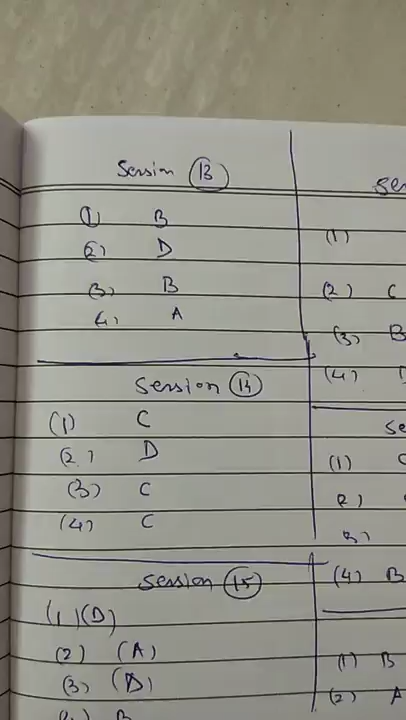 Session (13)
(1) B
(2) D
(3) B
(4) A
Session (14)
(1) C
(2) D
(3) C
(4) C
Session (15)
(1) (D)
(2) (A)
(3) (D)
B
(1)
(2) C
(3) B
(4)
(1)
2)
3)
(4) B
(1) B
(2) A